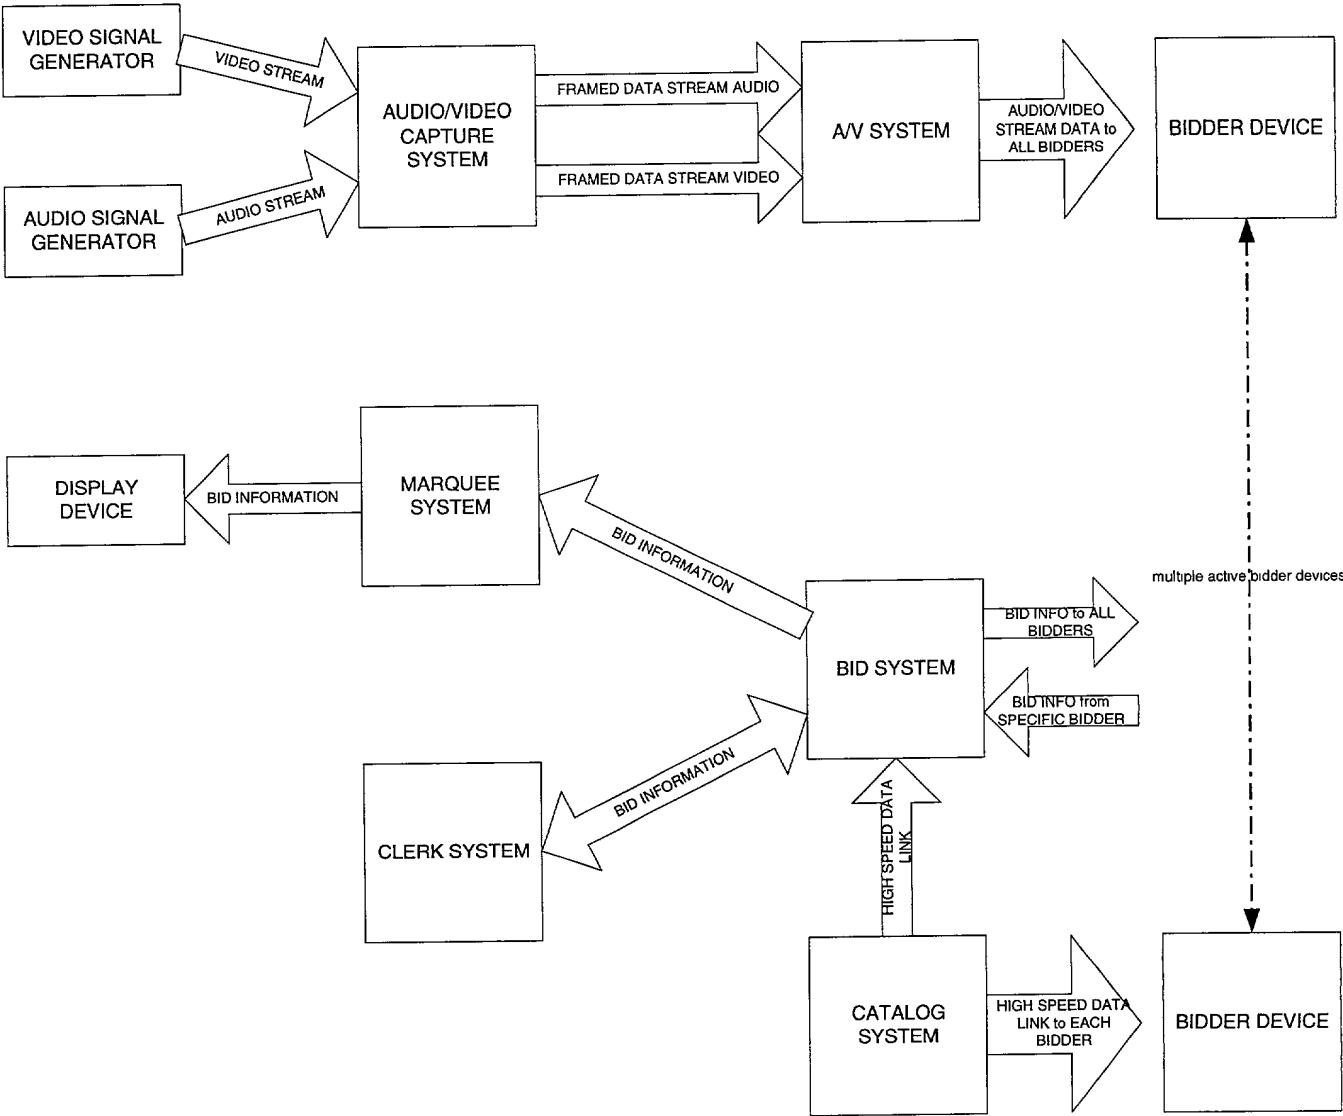 VIDEO SIGNAL
GENERATOR
VIDEO STREAM
AUDIO/VIDEO
CAPTURE
SYSTEM
FRAMED DATA STREAM AUDIO
A/V SYSTEM
AUDIO/VIDEO
STREAM DATA to
ALL BIDDERS
BIDDER DEVICE
FRAMED DATA STREAM VIDEO
AUDIO SIGNAL
GENERATOR
AUDIO STREAM
DISPLAY
DEVICE
BID INFORMATION
MARQUEE
SYSTEM
BID INFORMATION
multiple active bidder devices
BID SYSTEM
BID INFO to ALL
BIDDERS
BID INFO from
SPECIFIC BIDDER
CLERK SYSTEM
BID INFORMATION
HIGH SPEED DATA
LINK
CATALOG
SYSTEM
HIGH SPEED DATA
LINK to EACH
BIDDER
BIDDER DEVICE